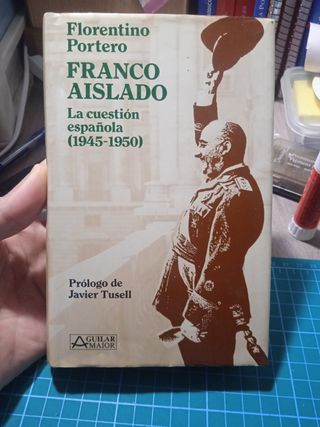 Florentino
Portero
FRANCO
AISLADO
La cuestión
española
(1945-1950)
Prólogo de
Javier Tusell
AGUILAR
MAIOR